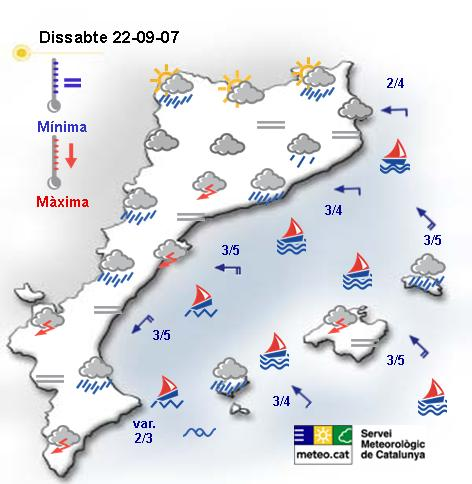 Dissabte 22-09-07
Mínima
Màxima
2/4
3/4
3/5
3/5
3/5
3/5
3/4
var.
2/3
meteo.cat
Servei
Meteorològic
de Catalunya